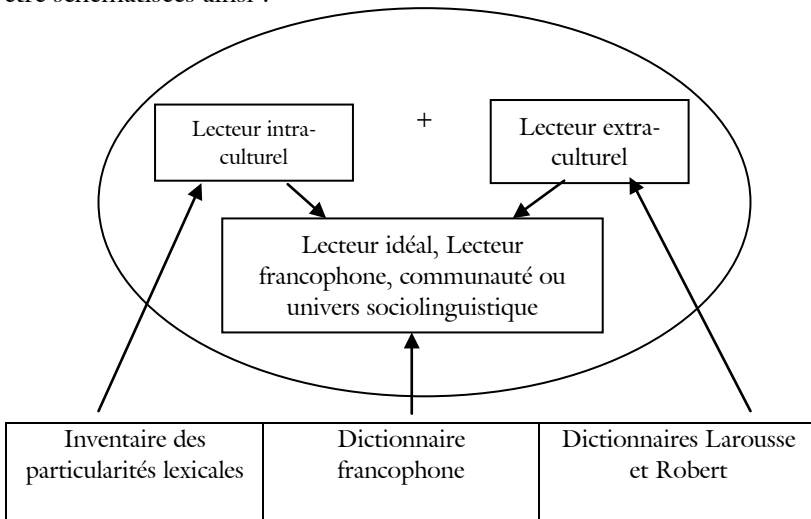 être schématisées ainsi :
Lecteur intra-
culturel
+
Lecteur extra-
culturel
Lecteur idéal, Lecteur
francophone, communauté ou
univers sociolinguistique
Inventaire des
particularités lexicales
Dictionnaire
francophone
Dictionnaires Larousse
et Robert